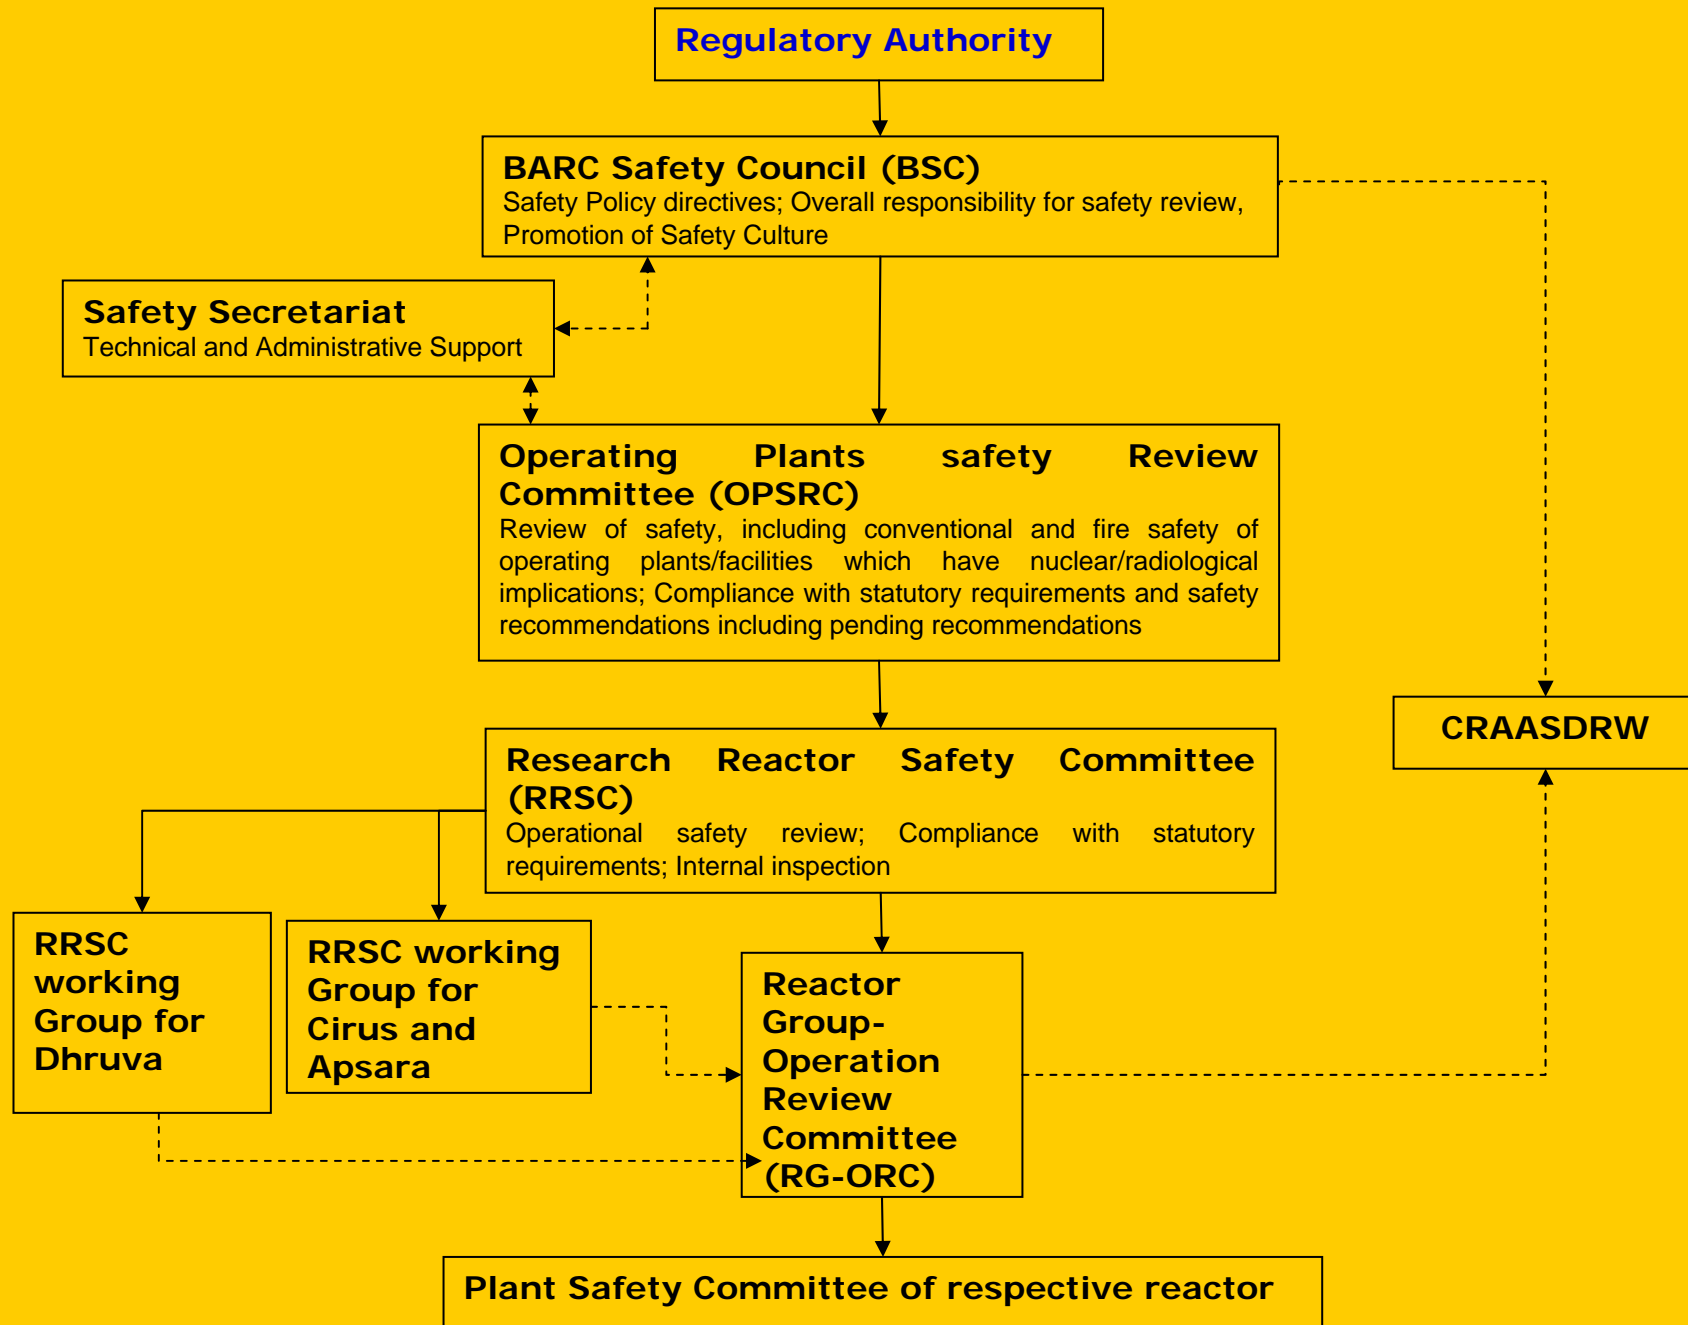 Regulatory Authority
BARC Safety Council (BSC)
Safety Policy directives; Overall responsibility for safety review,
Promotion of Safety Culture
Safety Secretariat
Technical and Administrative Support
Operating Plants safety Review
Committee (OPSRC)
Review of safety, including conventional and fire safety of
operating plants/facilities which have nuclear/radiological
implications; Compliance with statutory requirements and safety
recommendations including pending recommendations
CRAASDRW
Research Reactor Safety Committee
(RRSC)
Operational safety review; Compliance with statutory
requirements; Internal inspection
RRSC
working
Group for
Dhruva
RRSC working
Group for
Cirus and
Apsara
Reactor
Group-
Operation
Review
Committee
(RG-ORC)
Plant Safety Committee of respective reactor